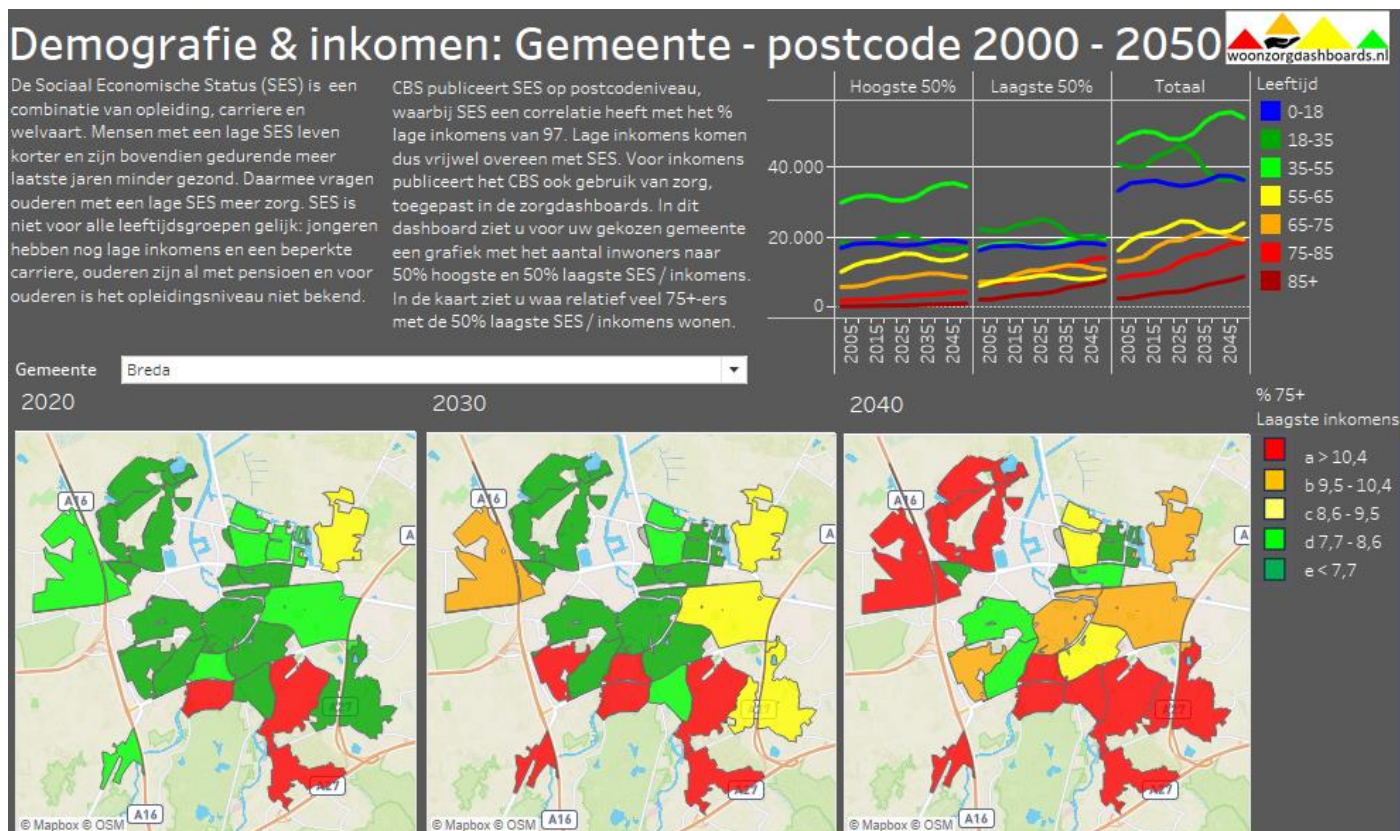 Demografie & inkomen: Gemeente - postcode 2000 - 2050
woonzorgdashboards.nl
De Sociaal Economische Status (SES) is een
combinatie van opleiding, carriere en
welvaart. Mensen met een lage SES leven
korter en zijn bovendien gedurende meer
laatste jaren minder gezond. Daarmee vragen
ouderen met een lage SES meer zorg. SES is
niet voor alle leeftijdsgroepen gelijk: jongeren
hebben nog lage inkomens en een beperkte
carriere, ouderen zijn al met pensioen en voor
ouderen is het opleidingsniveau niet bekend.
CBS publiceert SES op postcodeniveau,
waarbij SES een correlatie heeft met het %
lage inkomens van 97. Lage inkomens komen
dus vrijwel overeen met SES. Voor inkomens
publiceert het CBS ook gebruik van zorg,
toegepast in de zorgdashboards. In dit
dashboard ziet u voor uw gekozen gemeente
een grafiek met het aantal inwoners naar
50% hoogste en 50% laagste SES / inkomens.
In de kaart ziet u waa relatief veel 75+-ers
met de 50% laagste SES / inkomens wonen.
Hoogste 50% Laagste 50% Totaal
40.000
20.000
0
2005 2015 2025 2035 2045 2005 2015 2025 2035 2045 2005 2015 2025 2035 2045
Leeftijd
0-18
18-35
35-55
55-65
65-75
75-85
85+
Gemeente Breda
2020 2030 2040
A16 A16 A16
A A
A27 A27 A27
A27 A27 A27
A16 A16 A16
© Mapbox © OSM © Mapbox © OSM © Mapbox © OSM
% 75+
Laagste inkomens
a > 10,4
b 9,5 - 10,4
c 8,6 - 9,5
d 7,7 - 8,6
e < 7,7